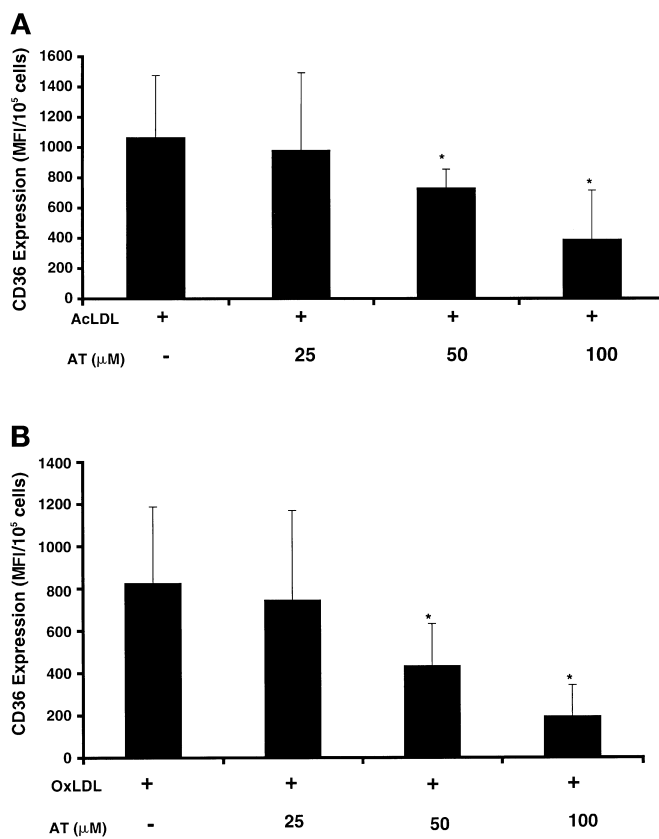 A
CD36 Expression (MFI/10⁵ cells)
1600
1400
1200
1000
800
600
400
200
0
* *
AcLDL + + + +
AT (μM) - 25 50 100
B
CD36 Expression (MFI/10⁵ cells)
1400
1200
1000
800
600
400
200
0
* *
OxLDL + + + +
AT (μM) - 25 50 100